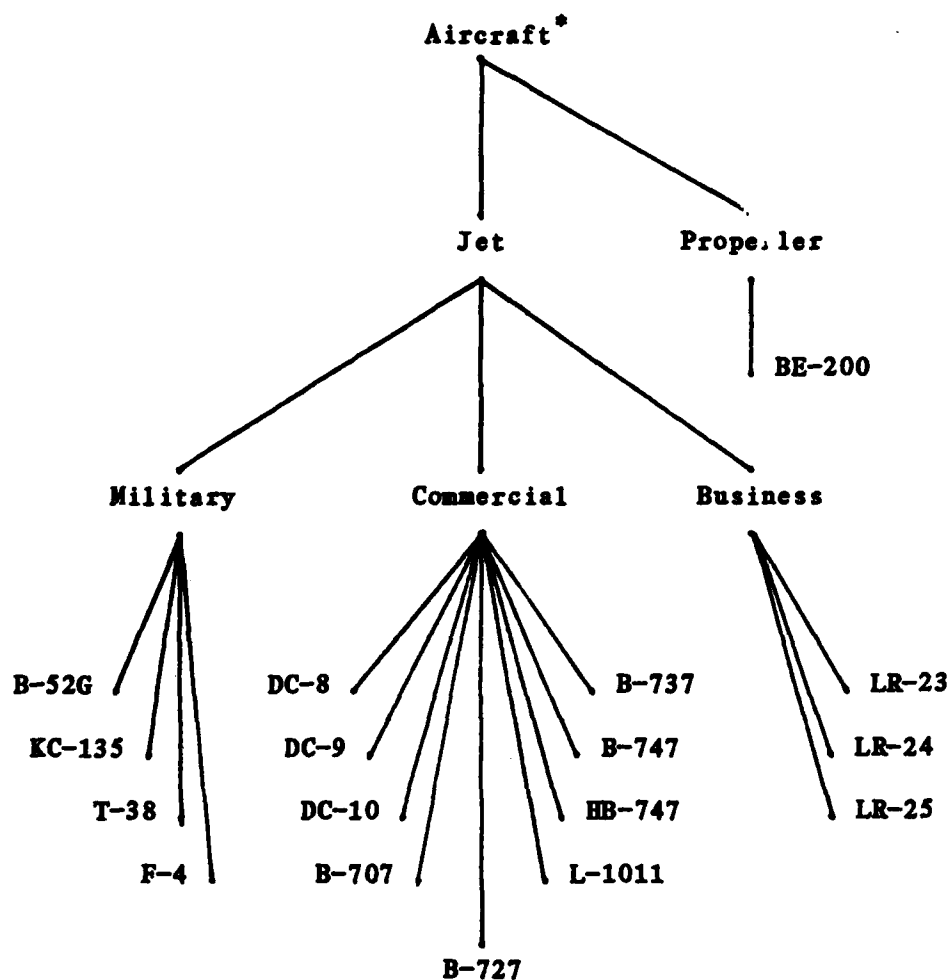 Aircraft*
Jet Propeller
BE-200
Military Commercial Business
B-52G DC-8 B-737 LR-23
KC-135 DC-9 B-747 LR-24
T-38 DC-10 HB-747 LR-25
F-4 B-707 L-1011
B-727